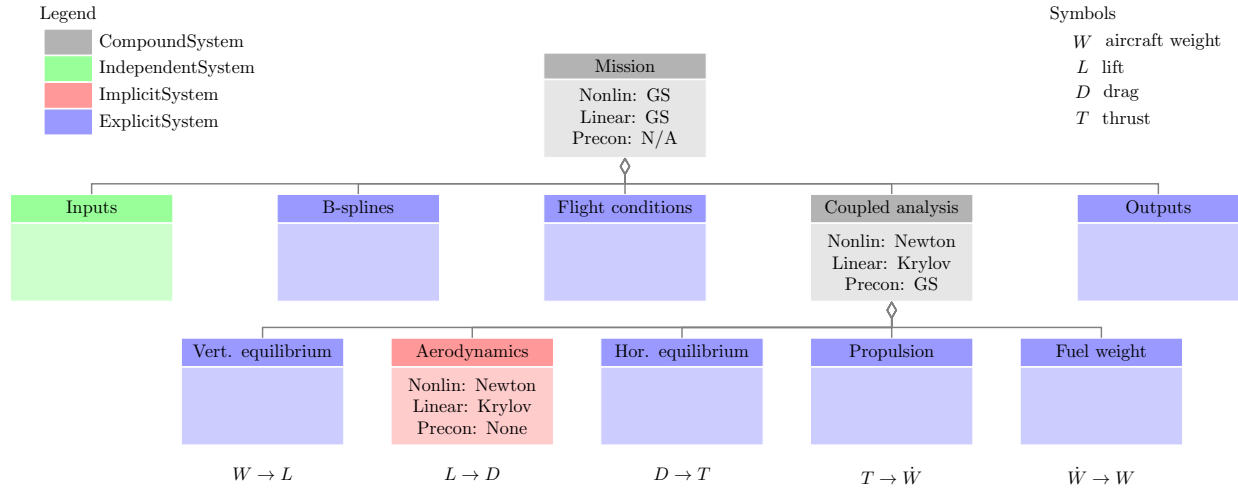 Legend
CompoundSystem
IndependentSystem
ImplicitSystem
ExplicitSystem
Symbols
W aircraft weight
L lift
D drag
T thrust
Mission
Nonlin: GS
Linear: GS
Precon: N/A
Inputs
B-splines
Flight conditions
Coupled analysis
Nonlin: Newton
Linear: Krylov
Precon: GS
Outputs
Vert. equilibrium
Aerodynamics
Nonlin: Newton
Linear: Krylov
Precon: None
Hor. equilibrium
Propulsion
Fuel weight
W → L
L → D
D → T
T → Ẇ
Ẇ → W